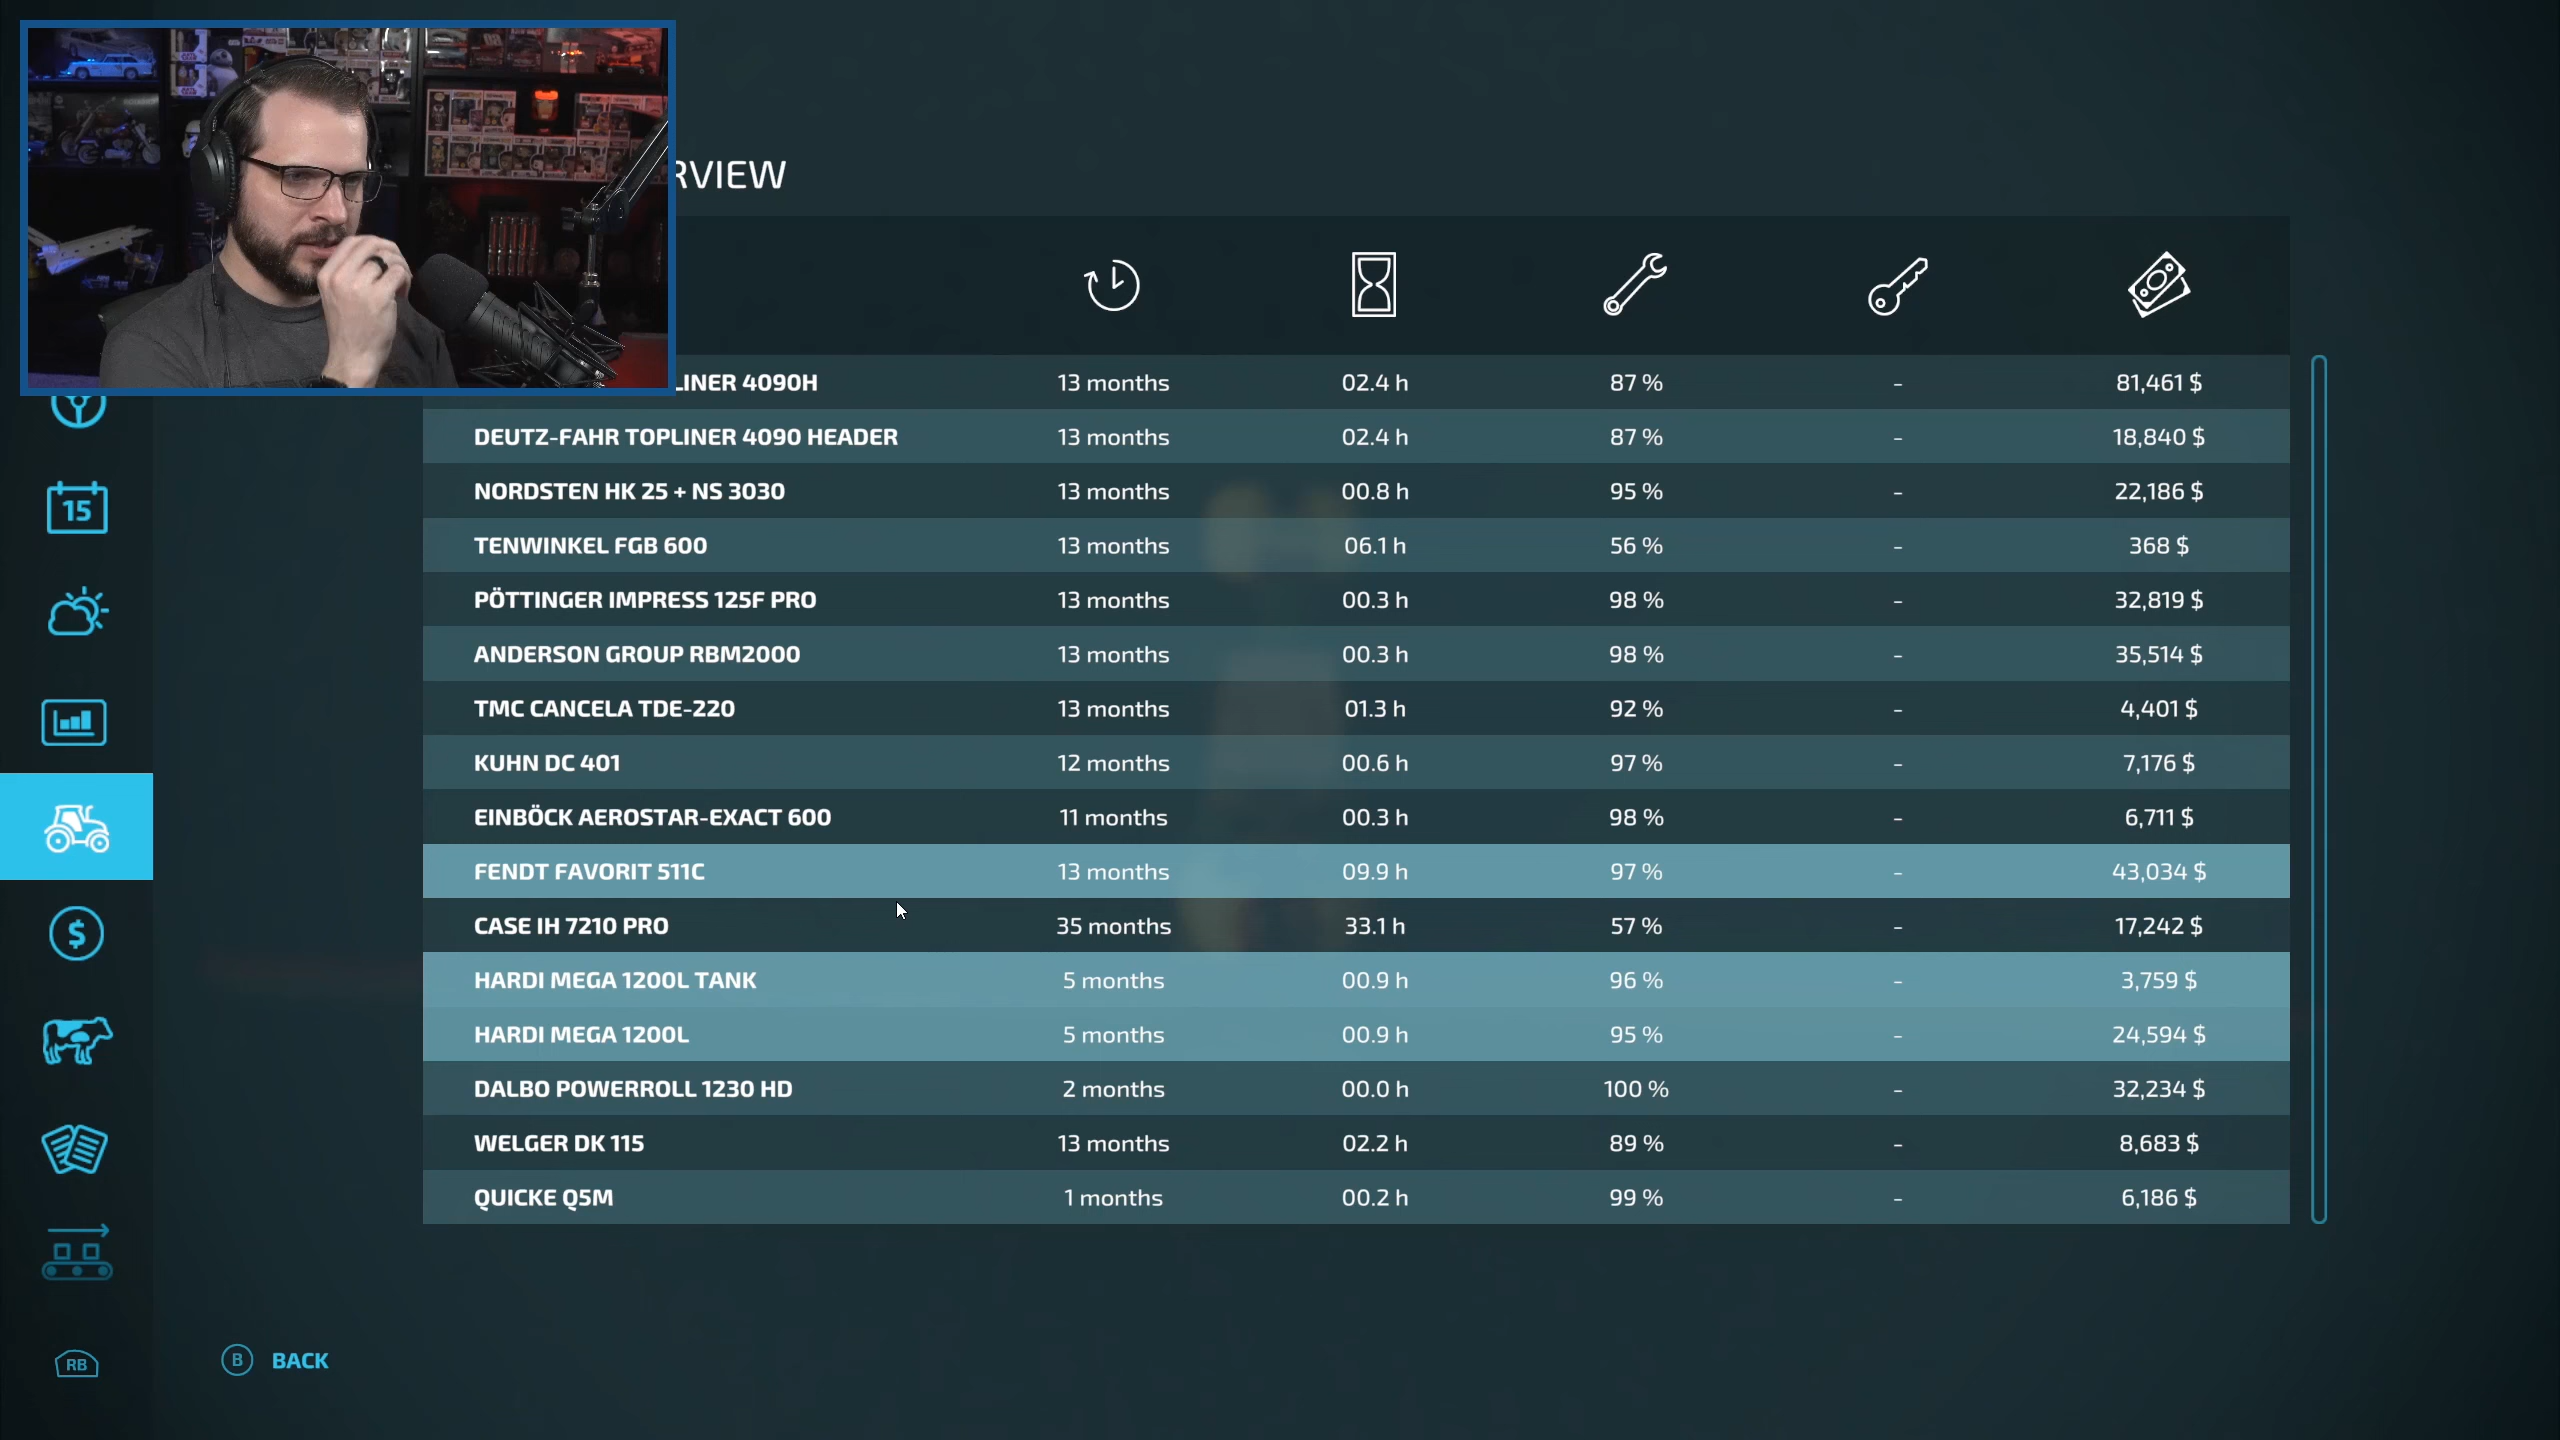 RVIEW
LINER 4090H 13 months 02.4 h 87 % - 81,461 $
DEUTZ-FAHR TOPLINER 4090 HEADER 13 months 02.4 h 87 % - 18,840 $
NORDSTEN HK 25 + NS 3030 13 months 00.8 h 95 % - 22,186 $
TENWINKEL FGB 600 13 months 06.1 h 56 % - 368 $
PÖTTINGER IMPRESS 125F PRO 13 months 00.3 h 98 % - 32,819 $
ANDERSON GROUP RBM2000 13 months 00.3 h 98 % - 35,514 $
TMC CANCELA TDE-220 13 months 01.3 h 92 % - 4,401 $
KUHN DC 401 12 months 00.6 h 97 % - 7,176 $
EINBÖCK AEROSTAR-EXACT 600 11 months 00.3 h 98 % - 6,711 $
FENDT FAVORIT 511C 13 months 09.9 h 97 % - 43,034 $
CASE IH 7210 PRO 35 months 33.1 h 57 % - 17,242 $
HARDI MEGA 1200L TANK 5 months 00.9 h 96 % - 3,759 $
HARDI MEGA 1200L 5 months 00.9 h 95 % - 24,594 $
DALBO POWERROLL 1230 HD 2 months 00.0 h 100 % - 32,234 $
WELGER DK 115 13 months 02.2 h 89 % - 8,683 $
QUICKE Q5M 1 months 00.2 h 99 % - 6,186 $
15
$
RB
B BACK